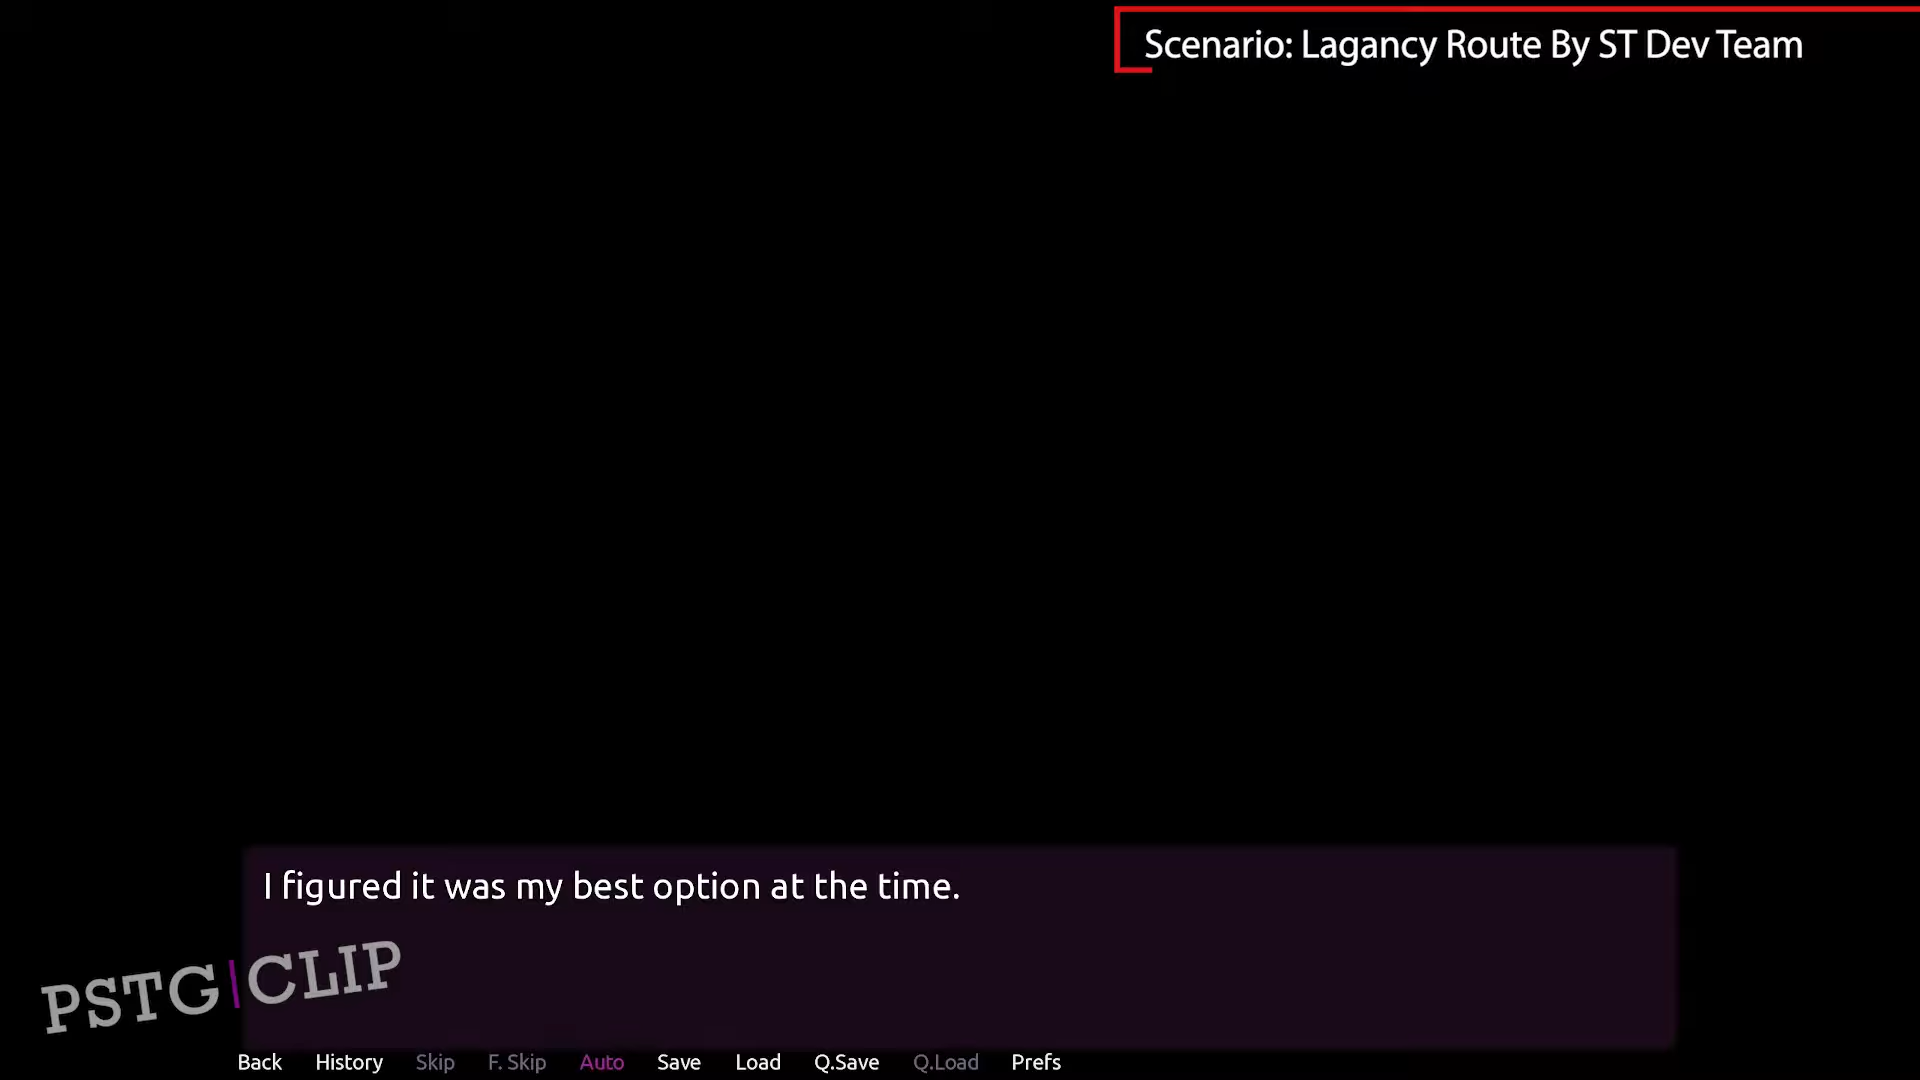 Scenario: Lagancy Route By ST Dev Team
I figured it was my best option at the time.
PSTG|CLIP
Back History Skip F. Skip Auto Save Load Q.Save Q.Load Prefs